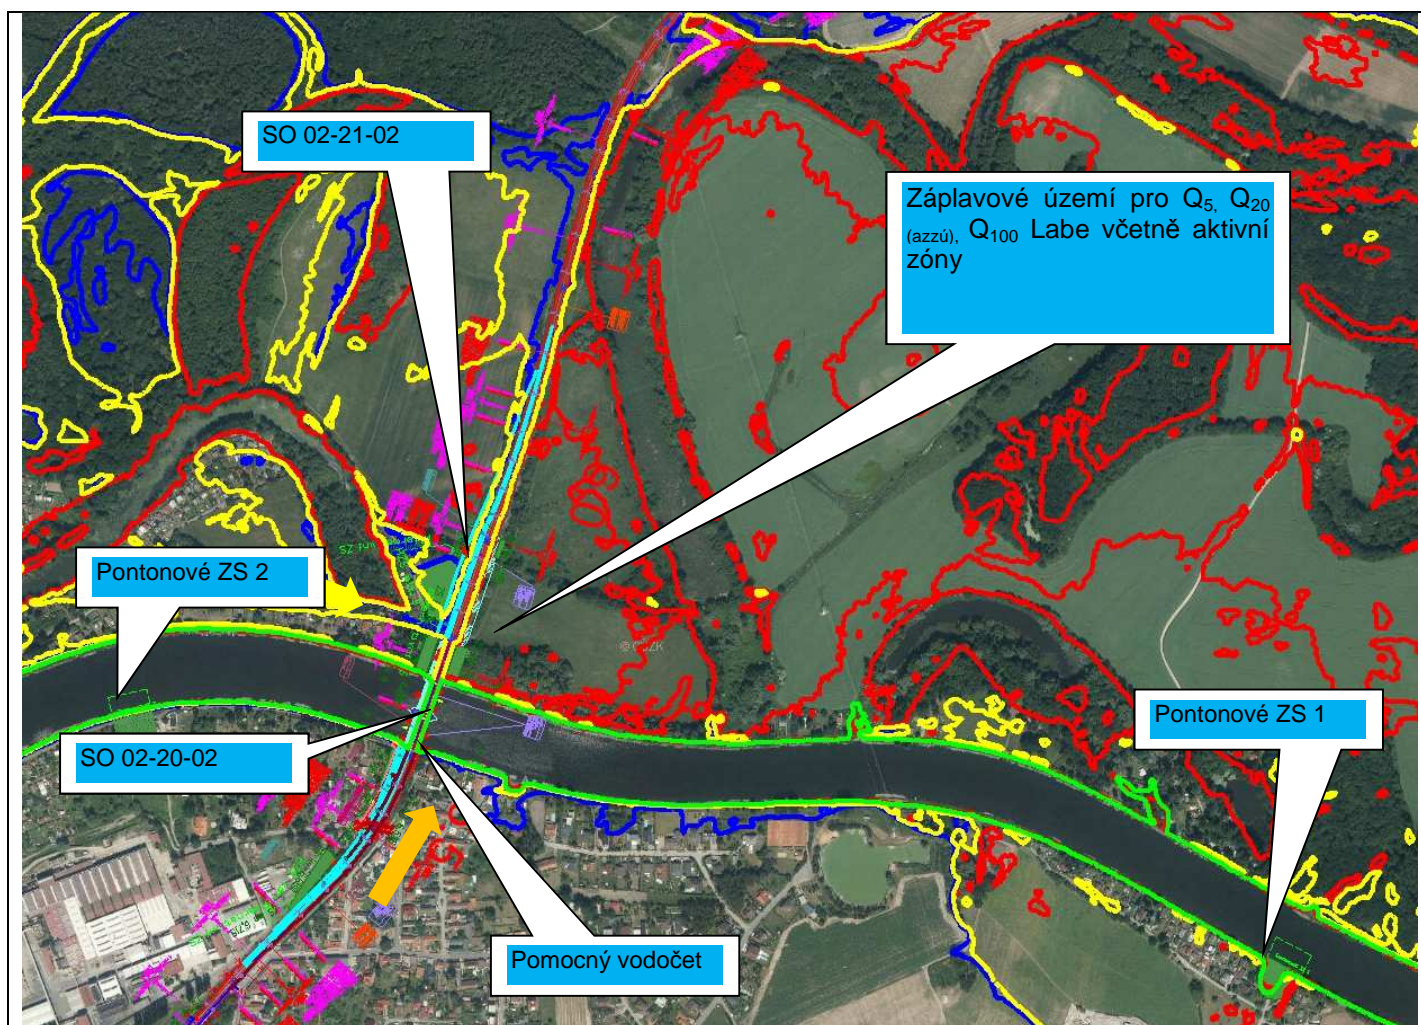 SO 02-21-02
Záplavové území pro Q5, Q20
(azzú), Q100 Labe včetně aktivní
zóny
Pontonové ZS 2
Pontonové ZS 1
SO 02-20-02
Pomocný vodočet